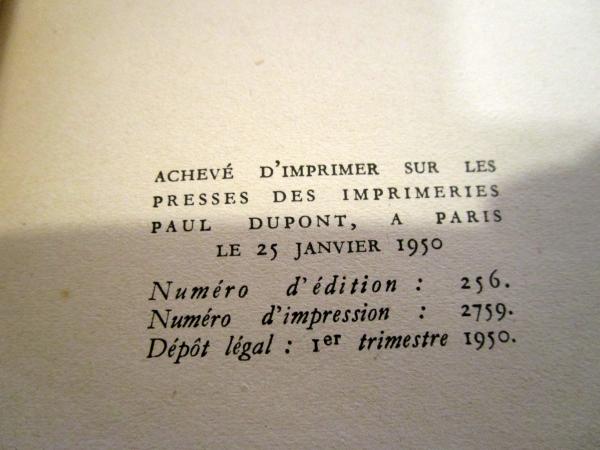 ACHEVÉ D'IMPRIMER SUR LES
PRESSES DES IMPRIMERIES
PAUL DUPONT, A PARIS
LE 25 JANVIER 1950
Numéro d'édition : 256.
Numéro d'impression : 2759.
Dépôt légal : 1er trimestre 1950.